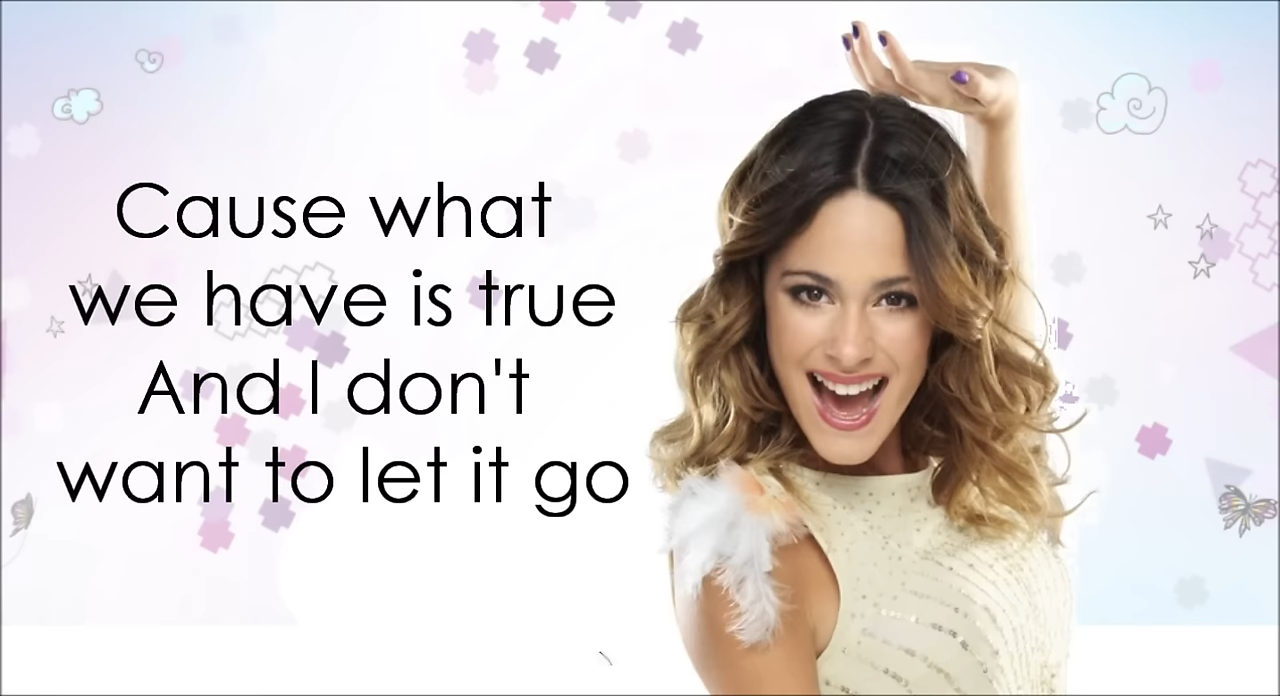 Cause what
we have is true
And I don't
want to let it go